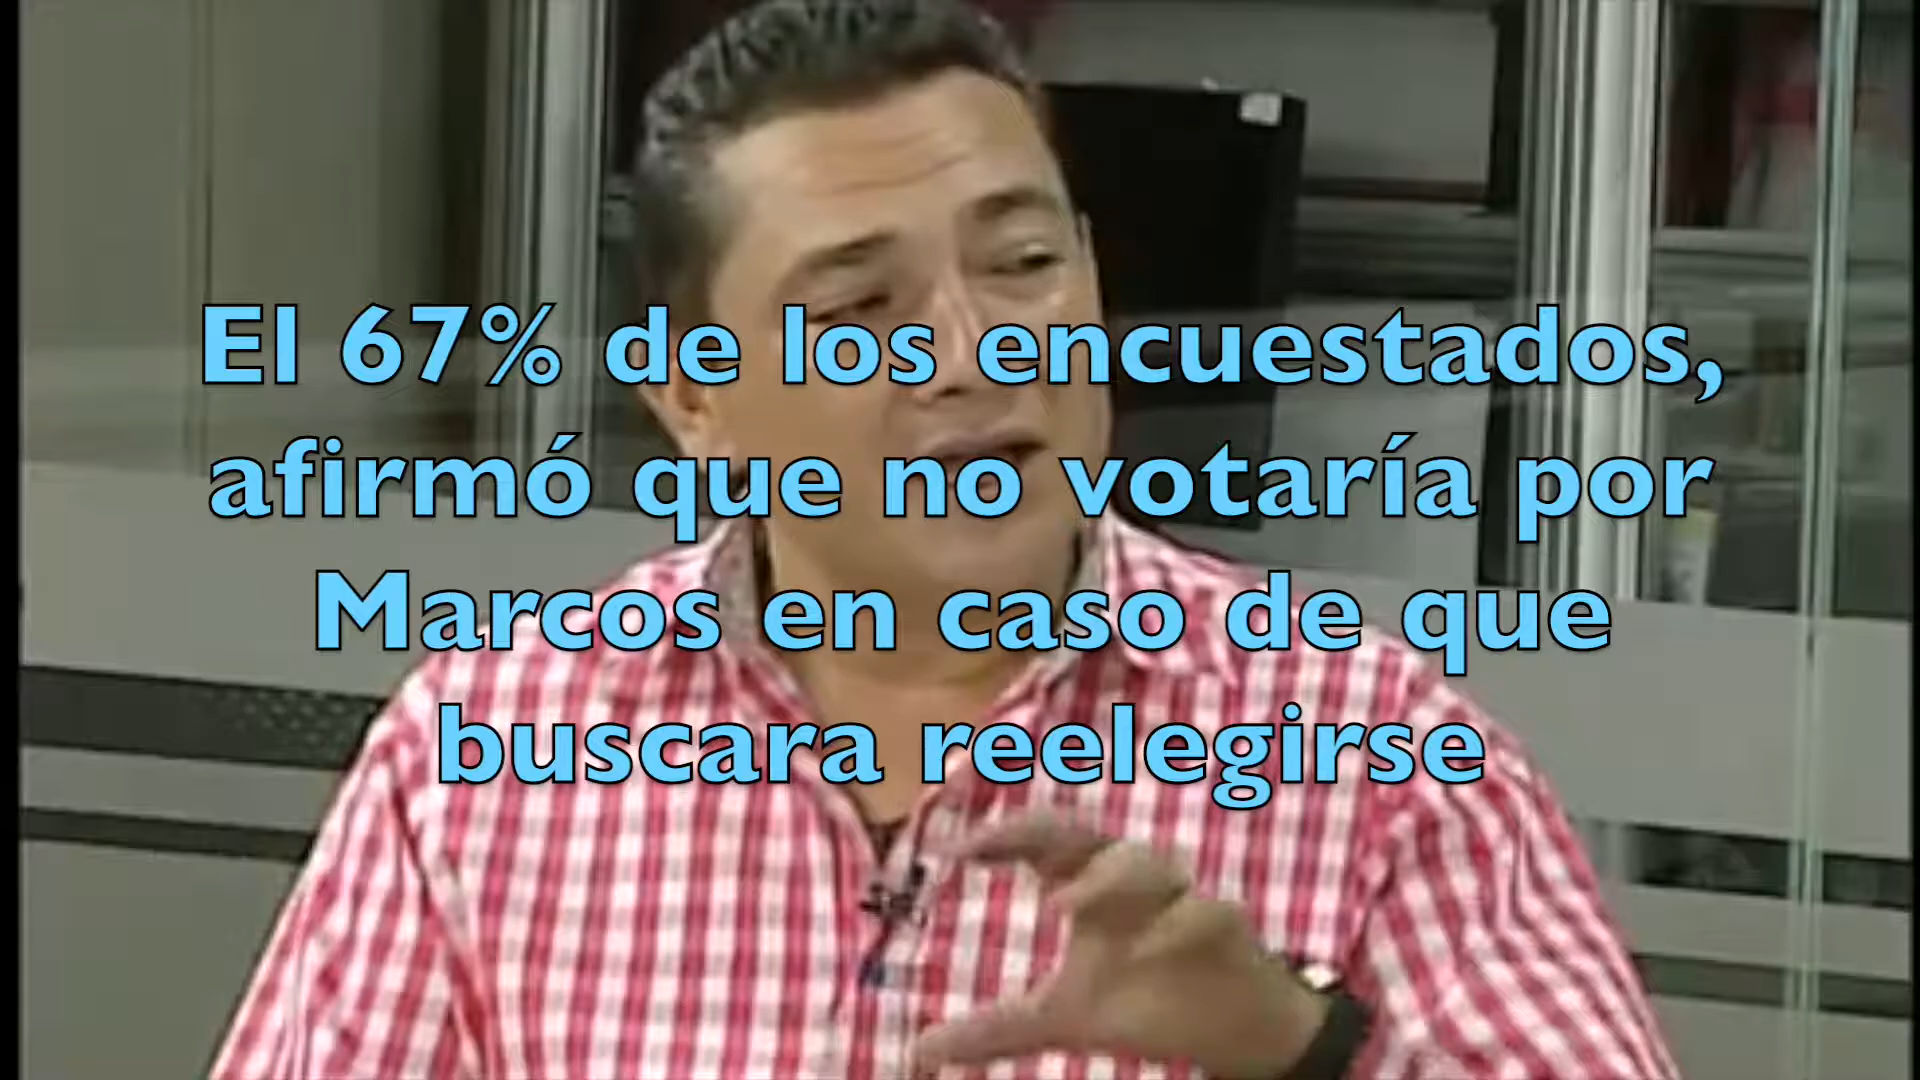 El 67% de los encuestados,
afirmó que no votaría por
Marcos en caso de que
buscara reelegirse